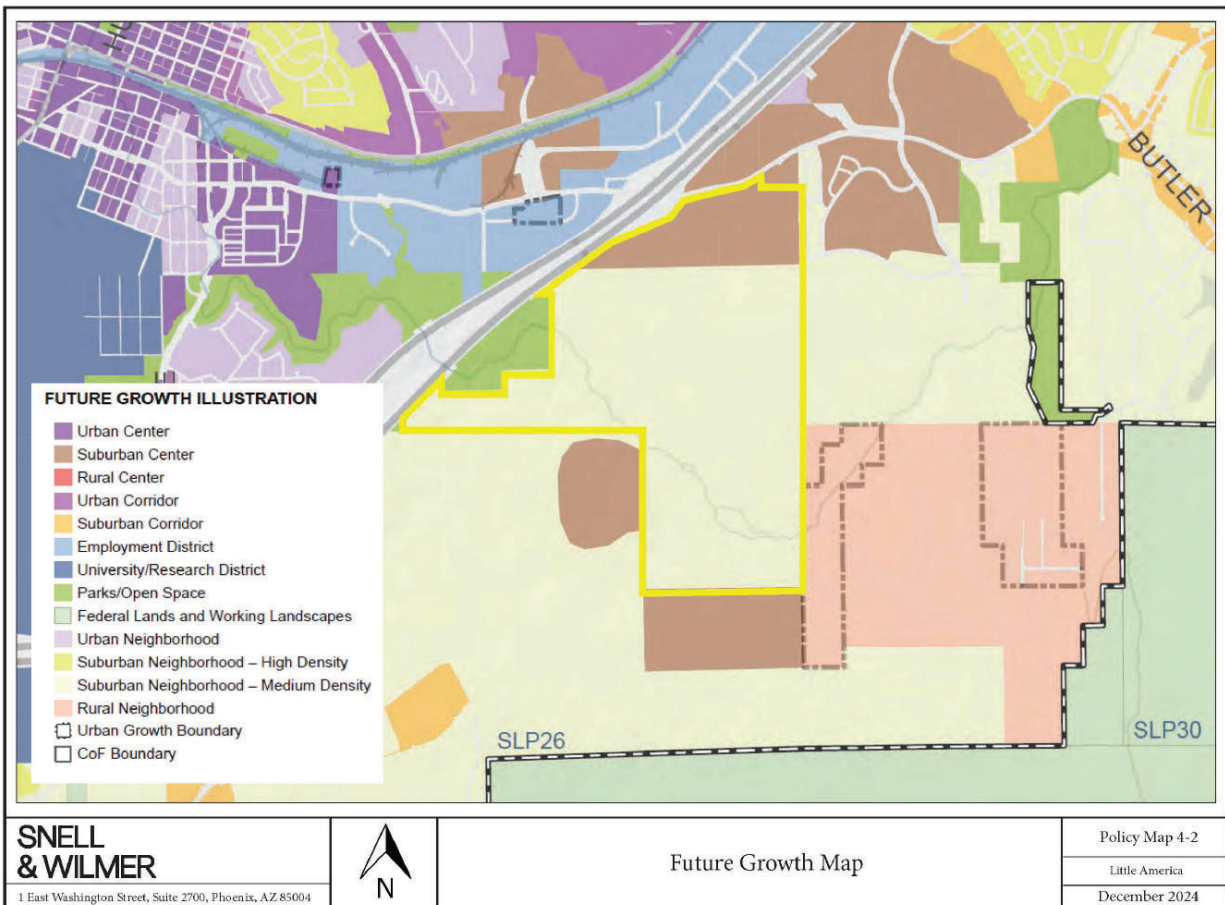 HU
BUTLER
FUTURE GROWTH ILLUSTRATION
Urban Center
Suburban Center
Rural Center
Urban Corridor
Suburban Corridor
Employment District
University/Research District
Parks/Open Space
Federal Lands and Working Landscapes
Urban Neighborhood
Suburban Neighborhood – High Density
Suburban Neighborhood – Medium Density
Rural Neighborhood
Urban Growth Boundary
CoF Boundary
SLP26
SLP30
SNELL
& WILMER
1 East Washington Street, Suite 2700, Phoenix, AZ 85004
N
Future Growth Map
Policy Map 4-2
Little America
December 2024